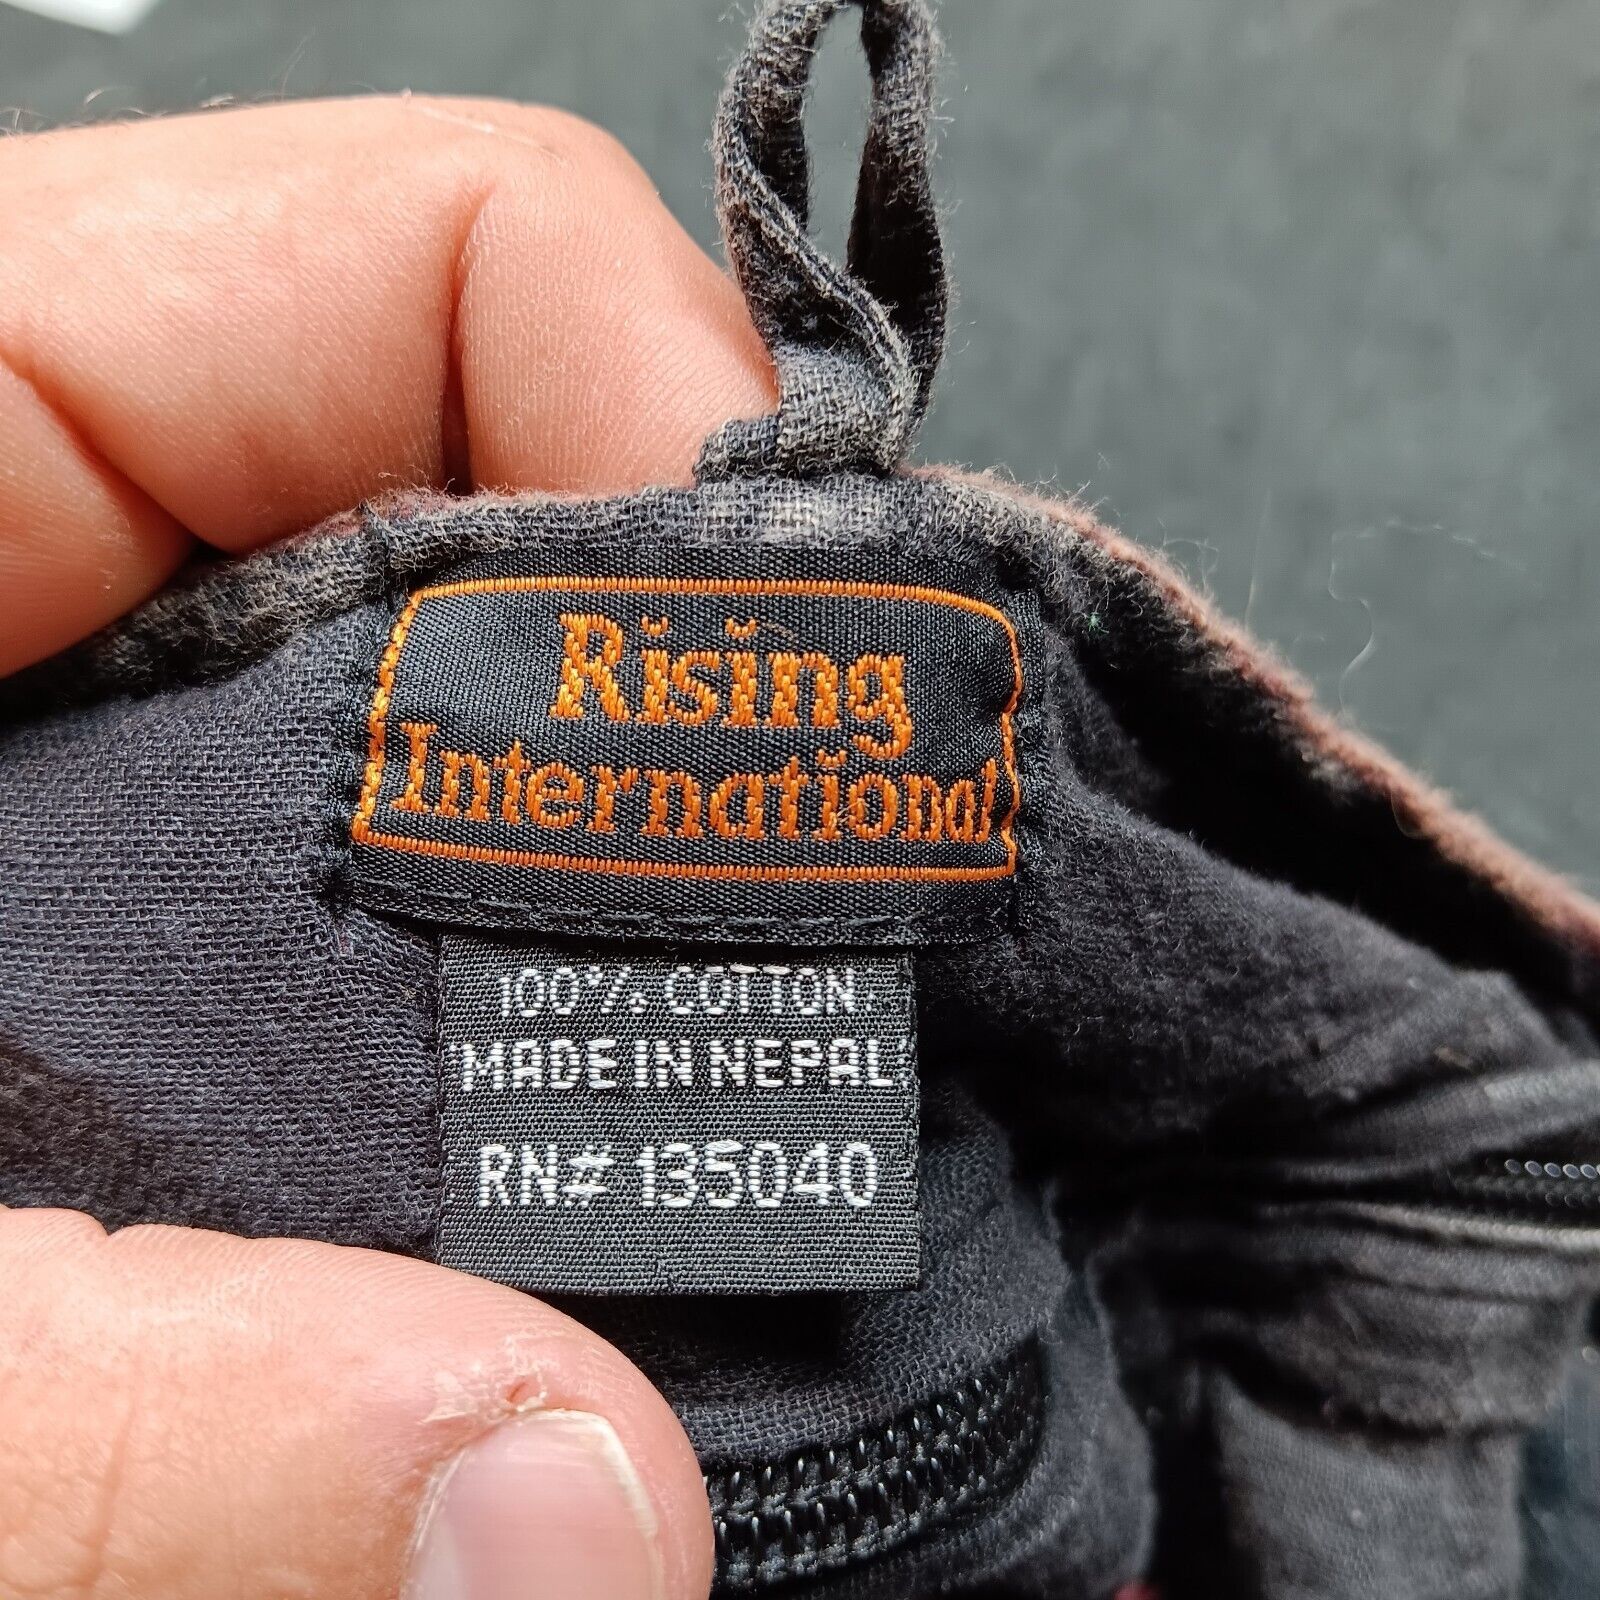 Rising
International
100% COTTON
MADE IN NEPAL
RN# 135040